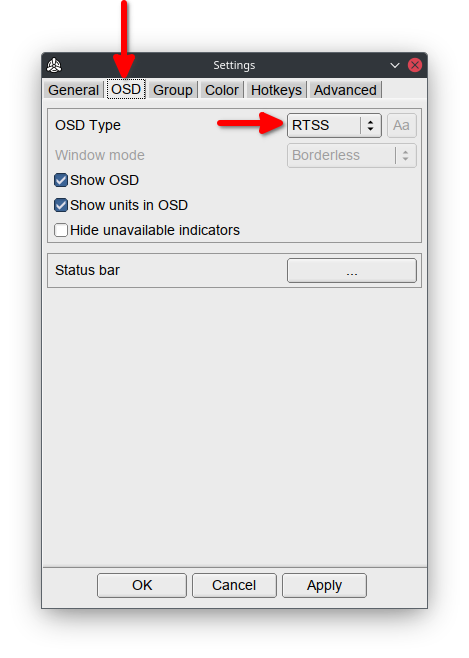 Settings
General OSD Group Color Hotkeys Advanced
OSD Type RTSS Aa
Window mode Borderless
Show OSD
Show units in OSD
Hide unavailable indicators
Status bar ...
OK Cancel Apply